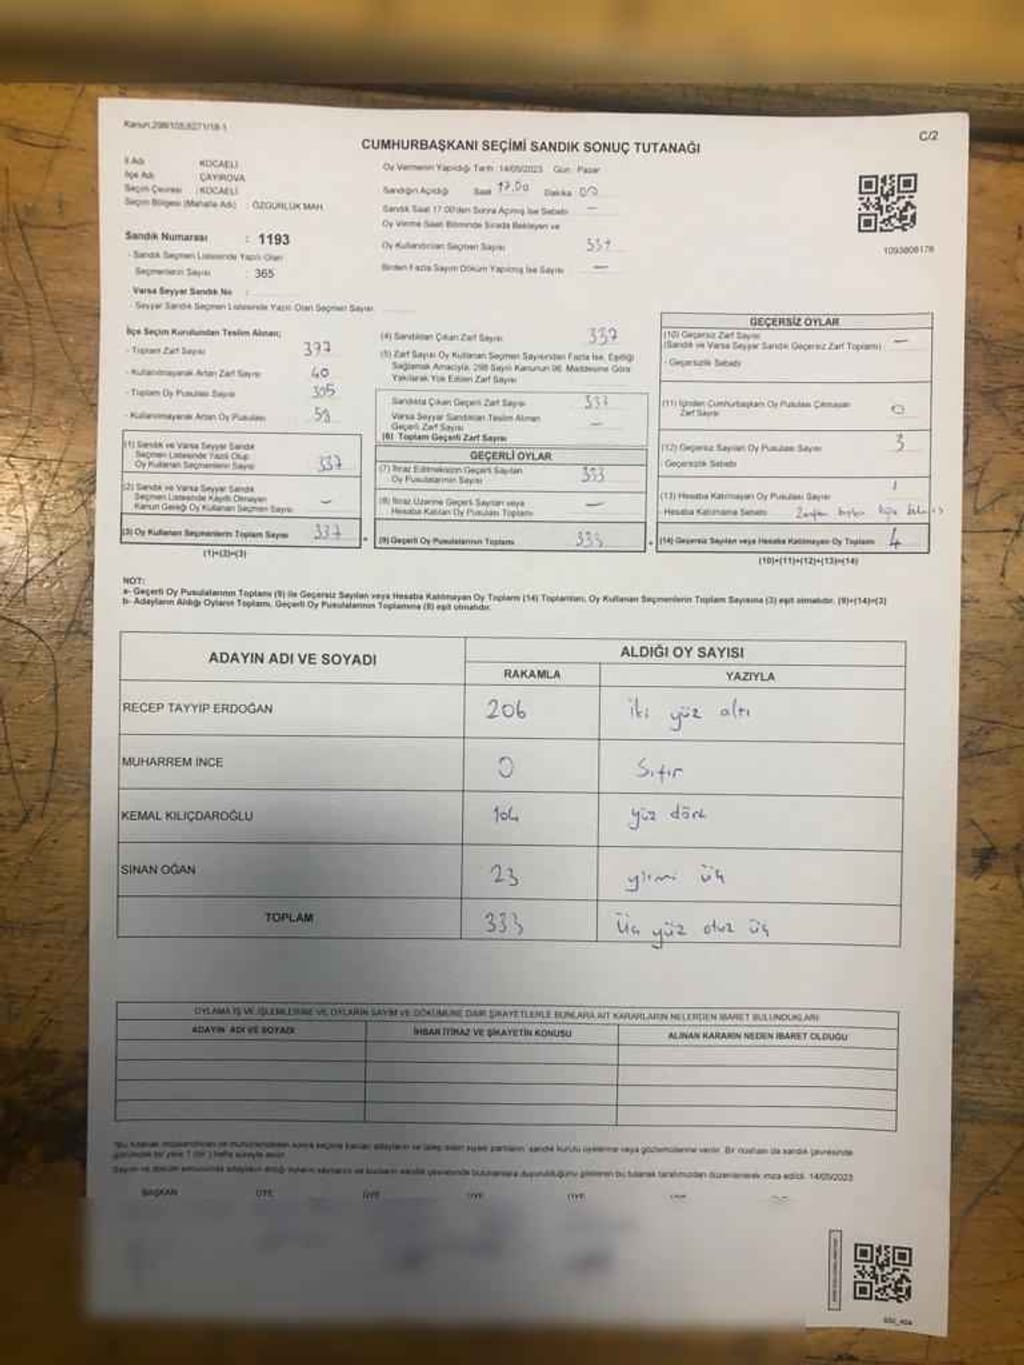 Kanun:298/105,6271/18-1
C/2
CUMHURBAŞKANI SEÇİMİ SANDIK SONUÇ TUTANAĞI
İl Adı KOCAELİ
İlçe Adı ÇAYIROVA
Seçim Çevresi : KOCAELİ
Seçim Bölgesi (Mahalle Adı) : ÖZGÜRLÜK MAH.
Oy Vermenin Yapıldığı Tarih : 14/05/2023 Gün : Pazar
Sandığın Açıldığı Saat 17.00 Dakika 00
Sandık Saat 17:00'den Sonra Açılmış İse Sebebi —
Oy Verme Saati Bitiminde Sırada Bekleyen ve
Oy Kullandırılan Seçmen Sayısı 337
Birden Fazla Sayım Döküm Yapılmış İse Sayısı —
1093808178
Sandık Numarası : 1193
- Sandık Seçmen Listesinde Yazılı Olan
Seçmenlerin Sayısı : 365
Varsa Seyyar Sandık No :
- Seyyar Sandık Seçmen Listesinde Yazılı Olan Seçmen Sayısı
İlçe Seçim Kurulundan Teslim Alınan;
- Toplam Zarf Sayısı
- Kullanılmayarak Artan Zarf Sayısı 40
- Toplam Oy Pusulası Sayısı
- Kullanılmayarak Artan Oy Pusulası
(1) Sandık ve Varsa Seyyar Sandık
Seçmen Listesinde Yazılı Olup
Oy Kullanan Seçmenlerin Sayısı 337
(2) Sandık ve Varsa Seyyar Sandık
Seçmen Listesinde Kayıtlı Olmayan
Kanun Gereği Oy Kullanan Seçmen Sayısı —
(3) Oy Kullanan Seçmenlerin Toplam Sayısı 337
(1)+(2)=(3)
(4) Sandıktan Çıkan Zarf Sayısı 337
(5) Zarf Sayısı Oy Kullanan Seçmen Sayısından Fazla İse, Eşitliği
Sağlamak Amacıyla, 298 Sayılı Kanunun 98. Maddesine Göre
Yakılarak Yok Edilen Zarf Sayısı
Sandıkta Çıkan Geçerli Zarf Sayısı 337
Varsa Seyyar Sandıktan Teslim Alınan
Geçerli Zarf Sayısı —
(6) Toplam Geçerli Zarf Sayısı
GEÇERLİ OYLAR
(7) İtiraz Edilmeksizin Geçerli Sayılan
Oy Pusulalarının Sayısı 333
(8) İtiraz Üzerine Geçerli Sayılan veya
Hesaba Katılan Oy Pusulası Toplamı —
(9) Geçerli Oy Pusulalarının Toplamı 333
GEÇERSİZ OYLAR
(10) Geçersiz Zarf Sayısı
(Sandık ve Varsa Seyyar Sandık Geçersiz Zarf Toplamı) —
- Geçersizlik Sebebi
(11) İçinden Cumhurbaşkanı Oy Pusulası Çıkmayan
Zarf Sayısı 0
(12) Geçersiz Sayılan Oy Pusulası Sayısı 3
- Geçersizlik Sebebi
(13) Hesaba Katılmayan Oy Pusulası Sayısı 1
- Hesaba Katılmama Sebebi
(14) Geçersiz Sayılan veya Hesaba Katılmayan Oy Toplamı 4
(10)+(11)+(12)+(13)=(14)
NOT:
a- Geçerli Oy Pusulalarının Toplamı (9) ile Geçersiz Sayılan veya Hesaba Katılmayan Oy Toplamı (14) Toplamları, Oy Kullanan Seçmenlerin Toplam Sayısına (3) eşit olmalıdır. (9)+(14)=(3)
b- Adayların Aldığı Oyların Toplamı, Geçerli Oy Pusulalarının Toplamına (9) eşit olmalıdır.
ADAYIN ADI VE SOYADI
ALDIĞI OY SAYISI
RAKAMLA YAZIYLA
RECEP TAYYİP ERDOĞAN 206 iki yüz altı
MUHARREM İNCE 0 Sıfır
KEMAL KILIÇDAROĞLU 104 yüz dört
SİNAN OĞAN 23 yirmi üç
TOPLAM 333 Üç yüz otuz üç
OYLAMA İŞ VE İŞLEMLERİNE VE OYLARIN SAYIM VE DÖKÜMÜNE DAİR ŞİKAYETLERLE BUNLARA AİT KARARLARIN NELERDEN İBARET BULUNDUKLARI
ADAYIN ADI VE SOYADI İHBAR İTİRAZ VE ŞİKAYETİN KONUSU ALINAN KARARIN NEDEN İBARET OLDUĞU
BAŞKAN ÜYE ÜYE ÜYE ÜYE